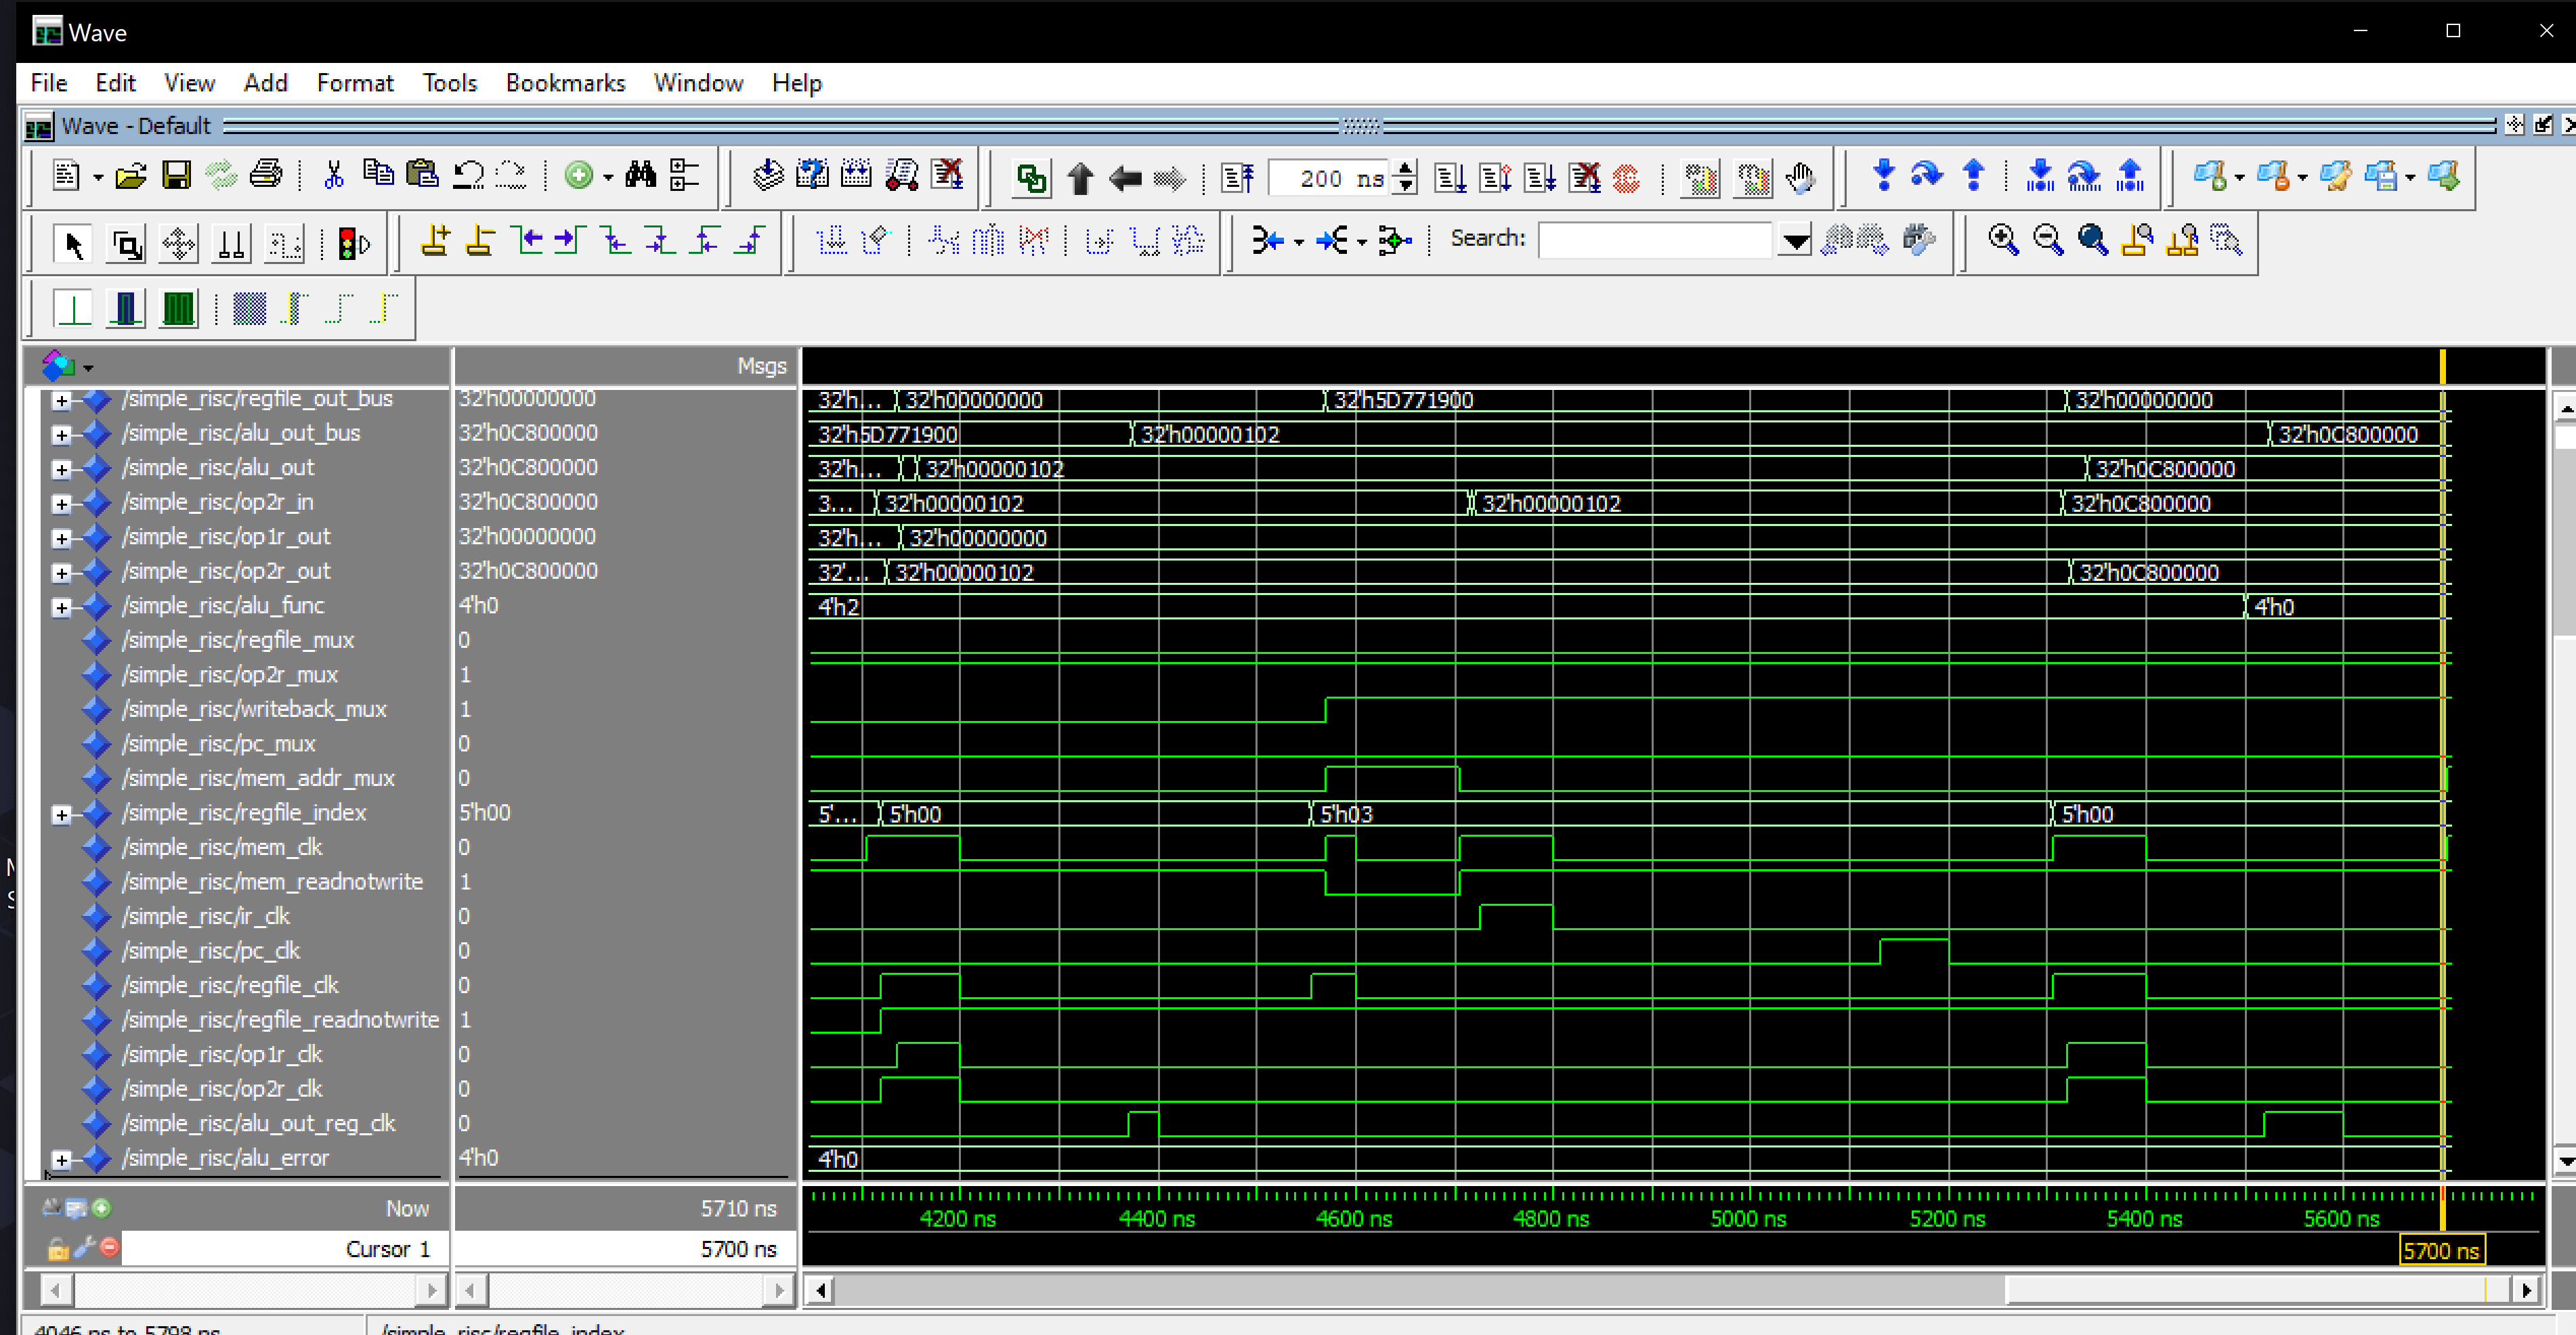 Wave
File Edit View Add Format Tools Bookmarks Window Help
Wave - Default
200 ns
Search:
Msgs
/simple_risc/regfile_out_bus 32'h00000000 32'h... 32'h00000000 32'h5D771900 32'h00000000
/simple_risc/alu_out_bus 32'h0C800000 32'h5D771900 32'h00000102 32'h0C800000
/simple_risc/alu_out 32'h0C800000 32'h... 32'h00000102 32'h0C800000
/simple_risc/op2r_in 32'h0C800000 3... 32'h00000102 32'h00000102 32'h0C800000
/simple_risc/op1r_out 32'h00000000 32'h... 32'h00000000
/simple_risc/op2r_out 32'h0C800000 32'... 32'h00000102 32'h0C800000
/simple_risc/alu_func 4'h0 4'h2 4'h0
/simple_risc/regfile_mux 0
/simple_risc/op2r_mux 1
/simple_risc/writeback_mux 1
/simple_risc/pc_mux 0
/simple_risc/mem_addr_mux 0
/simple_risc/regfile_index 5'h00 5'... 5'h00 5'h03 5'h00
/simple_risc/mem_clk 0
/simple_risc/mem_readnotwrite 1
/simple_risc/ir_clk 0
/simple_risc/pc_clk 0
/simple_risc/regfile_clk 0
/simple_risc/regfile_readnotwrite 1
/simple_risc/op1r_clk 0
/simple_risc/op2r_clk 0
/simple_risc/alu_out_reg_clk 0
/simple_risc/alu_error 4'h0 4'h0
Now 5710 ns 4200 ns 4400 ns 4600 ns 4800 ns 5000 ns 5200 ns 5400 ns 5600 ns
Cursor 1 5700 ns 5700 ns
4046 ns to 5798 ns /simple_risc/regfile_index